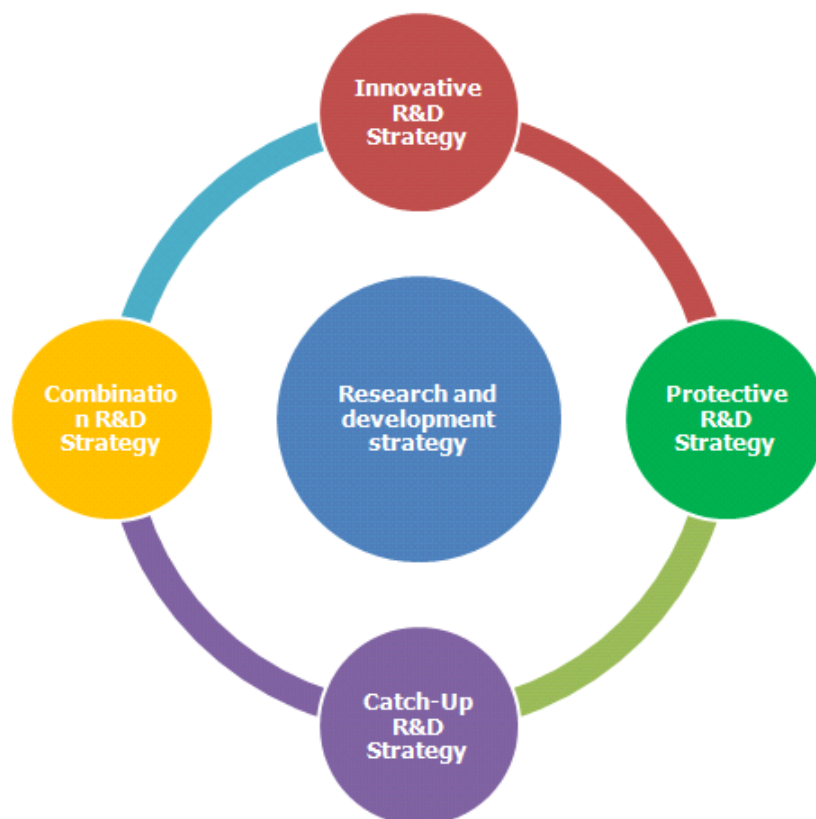 Innovative
R&D
Strategy
Combinatio
n R&D
Strategy
Research and
development
strategy
Protective
R&D
Strategy
Catch-Up
R&D
Strategy